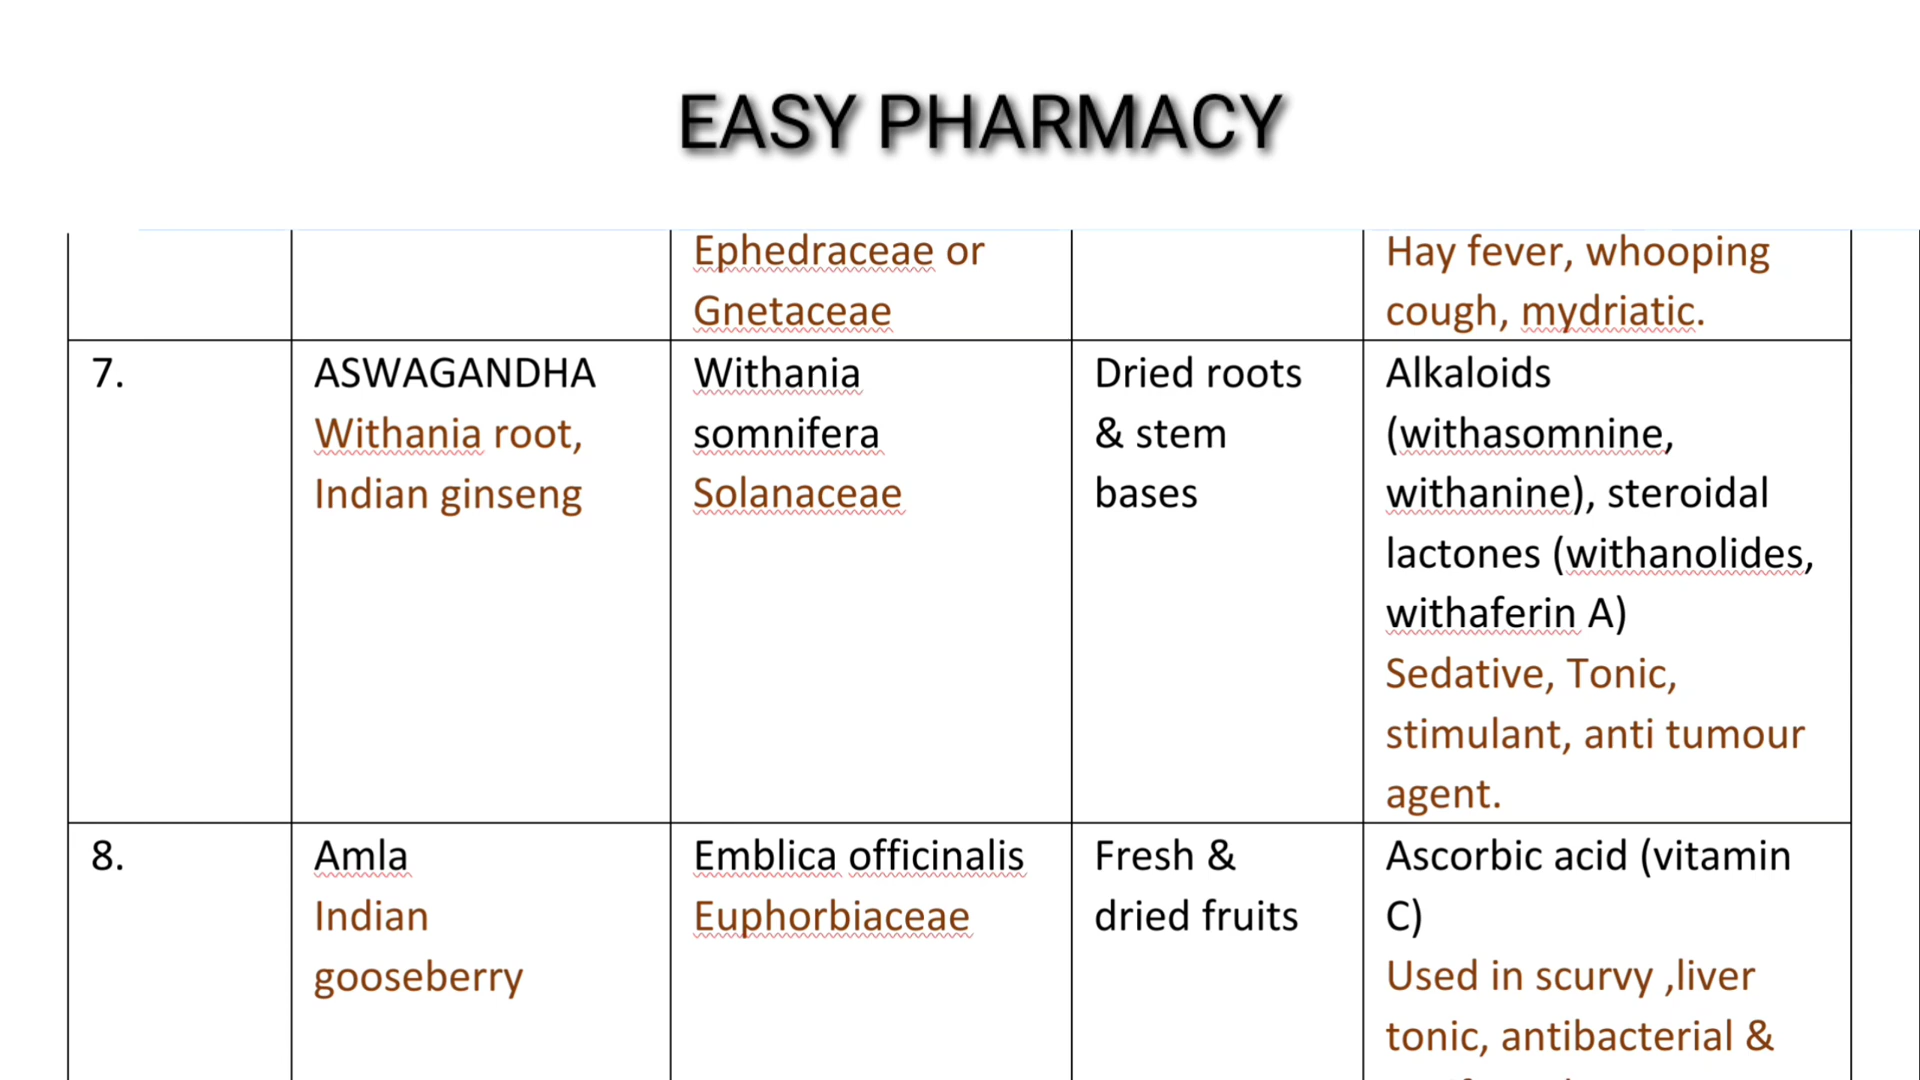 EASY PHARMACY
Ephedraceae or
Gnetaceae
Hay fever, whooping
cough, mydriatic.
7.
ASWAGANDHA
Withania root,
Indian ginseng
Withania
somnifera
Solanaceae
Dried roots
& stem
bases
Alkaloids
(withasomnine,
withanine), steroidal
lactones (withanolides,
withaferin A)
Sedative, Tonic,
stimulant, anti tumour
agent.
8.
Amla
Indian
gooseberry
Emblica officinalis
Euphorbiaceae
Fresh &
dried fruits
Ascorbic acid (vitamin
C)
Used in scurvy ,liver
tonic, antibacterial &